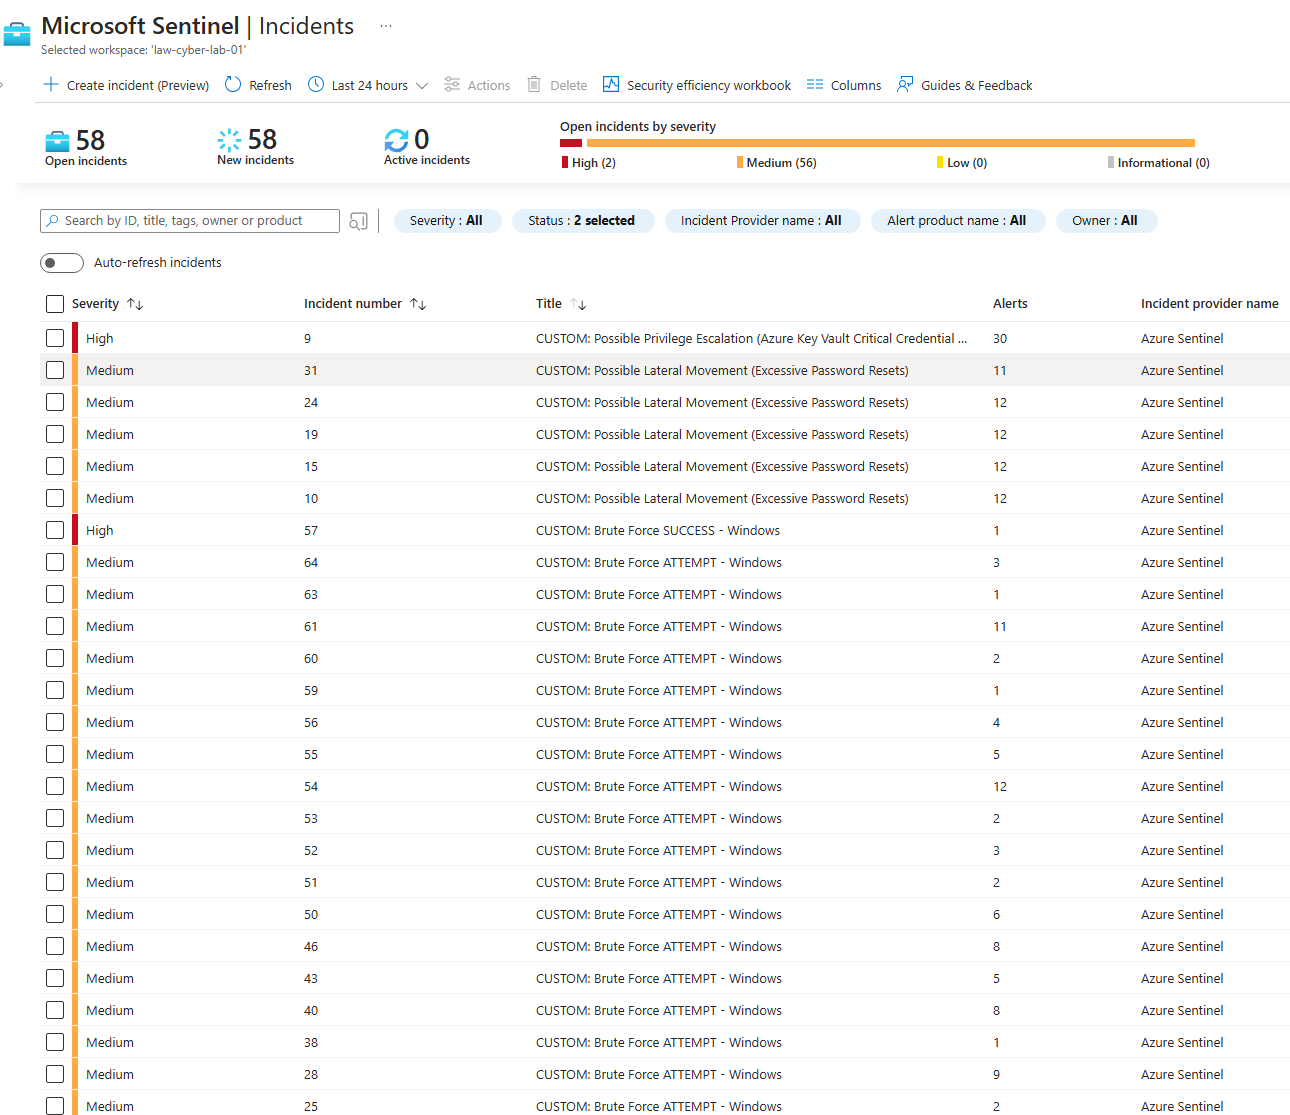 Microsoft Sentinel | Incidents ...
Selected workspace: 'law-cyber-lab-01'
Create incident (Preview) Refresh Last 24 hours Actions Delete Security efficiency workbook Columns Guides & Feedback
58 Open incidents
58 New incidents
0 Active incidents
Open incidents by severity
High (2) Medium (56) Low (0) Informational (0)
Search by ID, title, tags, owner or product Severity : All Status : 2 selected Incident Provider name : All Alert product name : All Owner : All
Auto-refresh incidents
Severity Incident number Title Alerts Incident provider name
High 9 CUSTOM: Possible Privilege Escalation (Azure Key Vault Critical Credential ... 30 Azure Sentinel
Medium 31 CUSTOM: Possible Lateral Movement (Excessive Password Resets) 11 Azure Sentinel
Medium 24 CUSTOM: Possible Lateral Movement (Excessive Password Resets) 12 Azure Sentinel
Medium 19 CUSTOM: Possible Lateral Movement (Excessive Password Resets) 12 Azure Sentinel
Medium 15 CUSTOM: Possible Lateral Movement (Excessive Password Resets) 12 Azure Sentinel
Medium 10 CUSTOM: Possible Lateral Movement (Excessive Password Resets) 12 Azure Sentinel
High 57 CUSTOM: Brute Force SUCCESS - Windows 1 Azure Sentinel
Medium 64 CUSTOM: Brute Force ATTEMPT - Windows 3 Azure Sentinel
Medium 63 CUSTOM: Brute Force ATTEMPT - Windows 1 Azure Sentinel
Medium 61 CUSTOM: Brute Force ATTEMPT - Windows 11 Azure Sentinel
Medium 60 CUSTOM: Brute Force ATTEMPT - Windows 2 Azure Sentinel
Medium 59 CUSTOM: Brute Force ATTEMPT - Windows 1 Azure Sentinel
Medium 56 CUSTOM: Brute Force ATTEMPT - Windows 4 Azure Sentinel
Medium 55 CUSTOM: Brute Force ATTEMPT - Windows 5 Azure Sentinel
Medium 54 CUSTOM: Brute Force ATTEMPT - Windows 12 Azure Sentinel
Medium 53 CUSTOM: Brute Force ATTEMPT - Windows 2 Azure Sentinel
Medium 52 CUSTOM: Brute Force ATTEMPT - Windows 3 Azure Sentinel
Medium 51 CUSTOM: Brute Force ATTEMPT - Windows 2 Azure Sentinel
Medium 50 CUSTOM: Brute Force ATTEMPT - Windows 6 Azure Sentinel
Medium 46 CUSTOM: Brute Force ATTEMPT - Windows 8 Azure Sentinel
Medium 43 CUSTOM: Brute Force ATTEMPT - Windows 5 Azure Sentinel
Medium 40 CUSTOM: Brute Force ATTEMPT - Windows 8 Azure Sentinel
Medium 38 CUSTOM: Brute Force ATTEMPT - Windows 1 Azure Sentinel
Medium 28 CUSTOM: Brute Force ATTEMPT - Windows 9 Azure Sentinel
Medium 25 CUSTOM: Brute Force ATTEMPT - Windows 2 Azure Sentinel